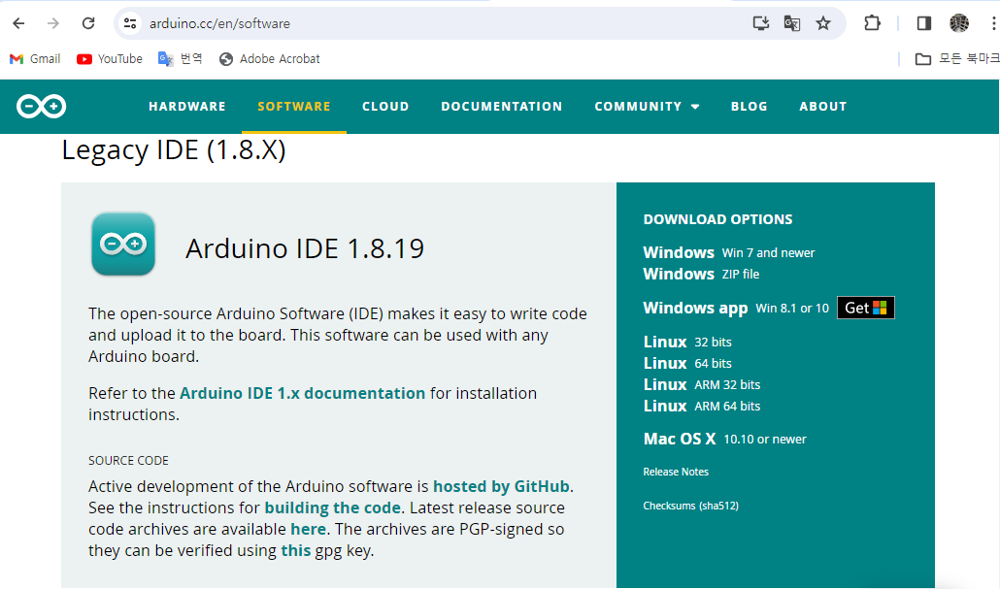 arduino.cc/en/software
Gmail YouTube 번역 Adobe Acrobat 모든 북마크
HARDWARE SOFTWARE CLOUD DOCUMENTATION COMMUNITY BLOG ABOUT
Legacy IDE (1.8.X)
Arduino IDE 1.8.19
The open-source Arduino Software (IDE) makes it easy to write code
and upload it to the board. This software can be used with any
Arduino board.
Refer to the Arduino IDE 1.x documentation for installation
instructions.
SOURCE CODE
Active development of the Arduino software is hosted by GitHub.
See the instructions for building the code. Latest release source
code archives are available here. The archives are PGP-signed so
they can be verified using this gpg key.
DOWNLOAD OPTIONS
Windows Win 7 and newer
Windows ZIP file
Windows app Win 8.1 or 10 Get
Linux 32 bits
Linux 64 bits
Linux ARM 32 bits
Linux ARM 64 bits
Mac OS X 10.10 or newer
Release Notes
Checksums (sha512)